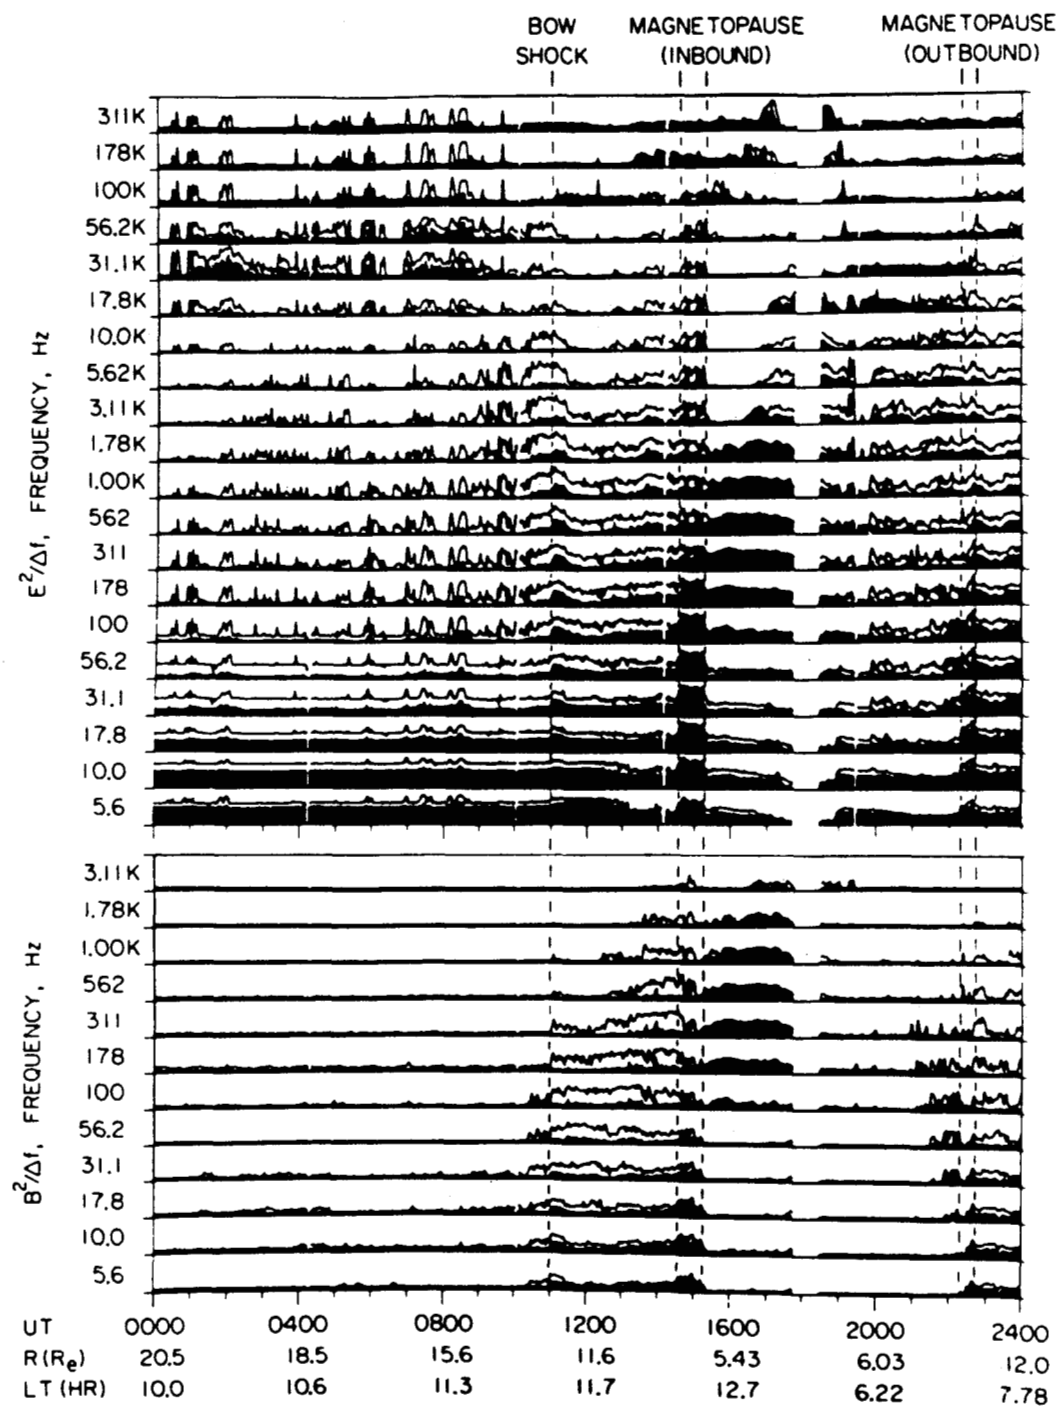 BOW MAGNETOPAUSE MAGNETOPAUSE
SHOCK (INBOUND) (OUTBOUND)
E²/Δf, FREQUENCY, Hz
311K
178K
100K
56.2K
31.1K
17.8K
10.0K
5.62K
3.11K
1.78K
1.00K
562
311
178
100
56.2
31.1
17.8
10.0
5.6
B²/Δf, FREQUENCY, Hz
3.11K
1.78K
1.00K
562
311
178
100
56.2
31.1
17.8
10.0
5.6
UT 0000 0400 0800 1200 1600 2000 2400
R(Re) 20.5 18.5 15.6 11.6 5.43 6.03 12.0
LT (HR) 10.0 10.6 11.3 11.7 12.7 6.22 7.78